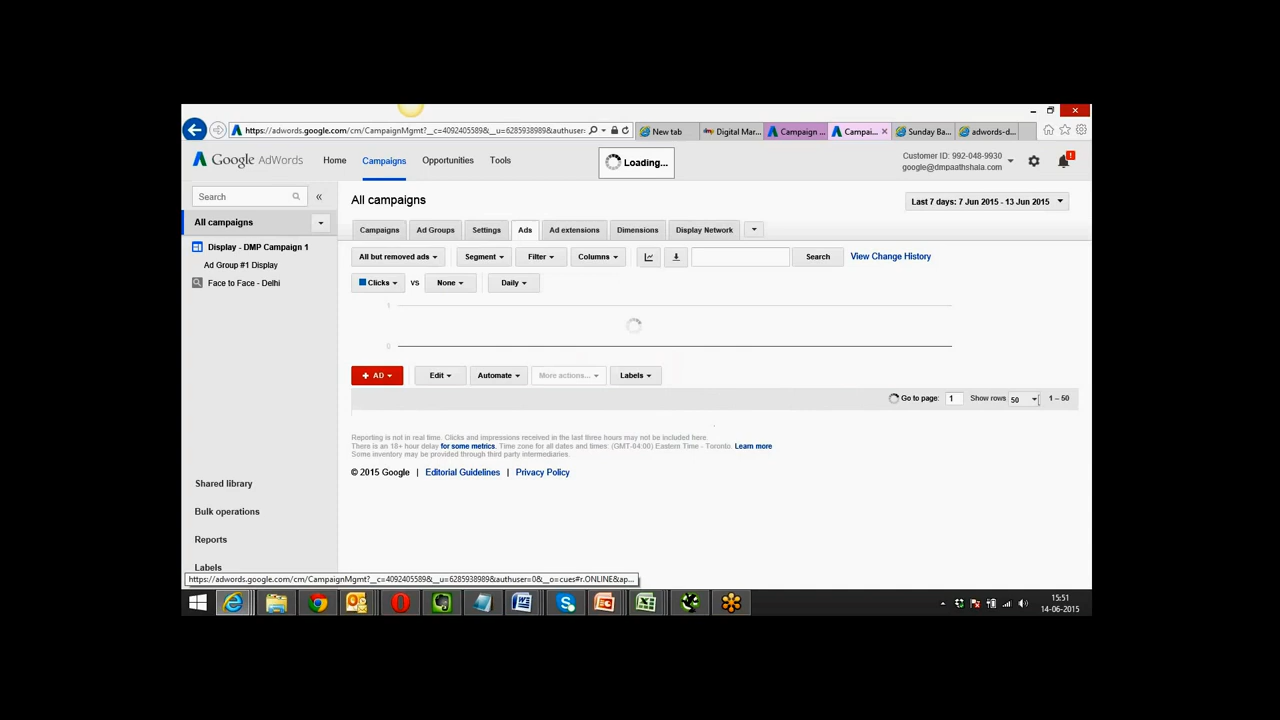 https://adwords.google.com/cm/CampaignMgmt?__c=4092405589&__u=6285938989&authuser:
New tab
Digital Mar...
Campaign ...
Campai...
Sunday Ba...
adwords-d...
Google AdWords
Home
Campaigns
Opportunities
Tools
Loading...
Customer ID: 992-048-9930
google@dmpaathshala.com
!
Search
«
All campaigns
Display - DMP Campaign 1
Ad Group #1 Display
Face to Face - Delhi
Shared library
Bulk operations
Reports
Labels
All campaigns
Last 7 days: 7 Jun 2015 - 13 Jun 2015
Campaigns
Ad Groups
Settings
Ads
Ad extensions
Dimensions
Display Network
All but removed ads
Segment
Filter
Columns
Search
View Change History
Clicks
vs
None
Daily
+ AD
Edit
Automate
More actions...
Labels
Go to page: 1
Show rows 50
1 – 50
Reporting is not in real time. Clicks and impressions received in the last three hours may not be included here.
There is an 18+ hour delay for some metrics. Time zone for all dates and times: (GMT-04:00) Eastern Time - Toronto. Learn more
Some inventory may be provided through third party intermediaries.
© 2015 Google | Editorial Guidelines | Privacy Policy
https://adwords.google.com/cm/CampaignMgmt?__c=4092405589&__u=6285938989&authuser=0&__o=cues#r.ONLINE&ap...
15:51
14-06-2015